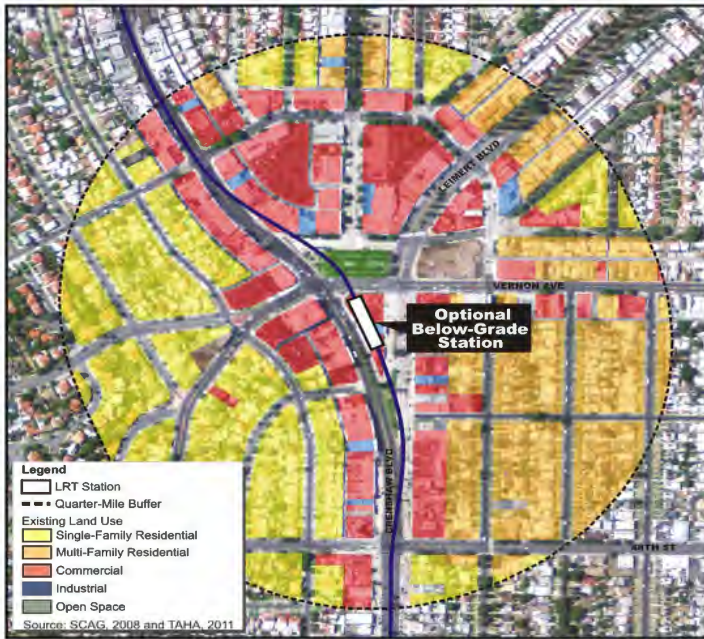 LEIMERT BLVD
VERNON AVE
Optional
Below-Grade
Station
CRENSHAW BLVD
48TH ST
Legend
LRT Station
Quarter-Mile Buffer
Existing Land Use
Single-Family Residential
Multi-Family Residential
Commercial
Industrial
Open Space
Source: SCAG, 2008 and TAHA, 2011